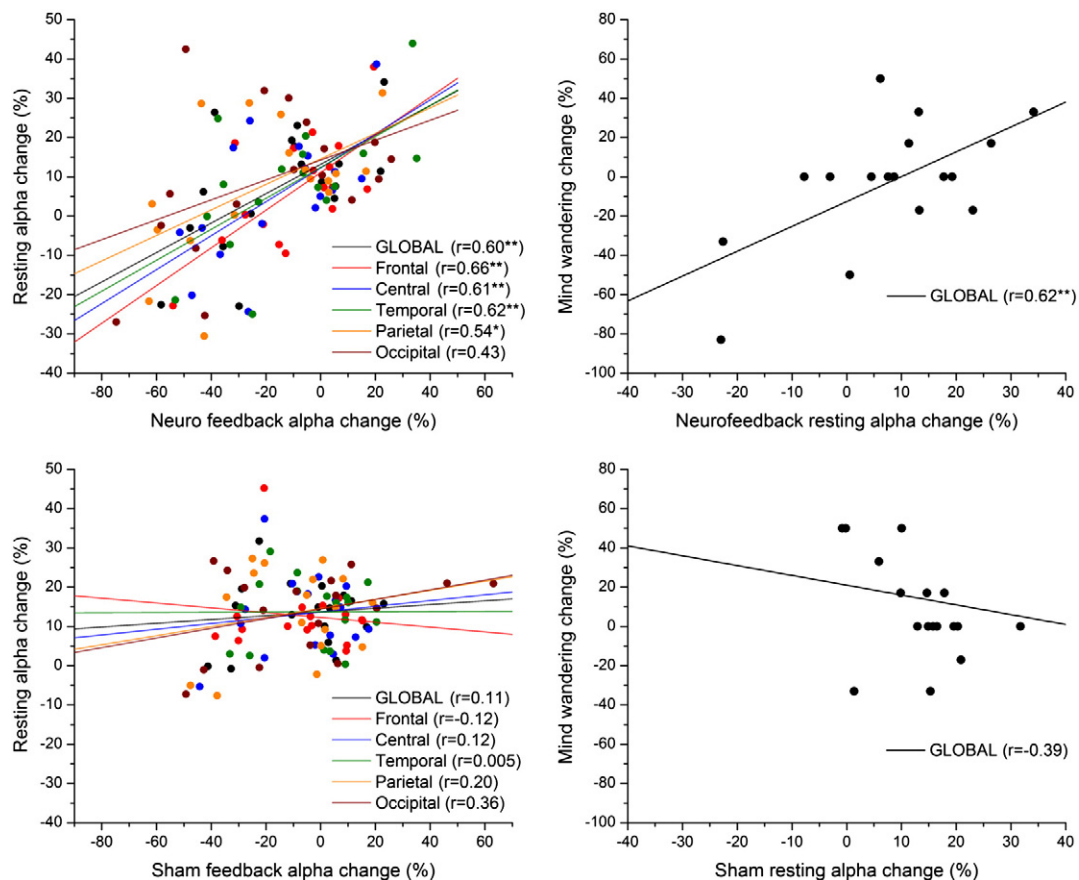 Resting alpha change (%)
50
40
30
20
10
0
-10
-20
-30
-40
-80 -60 -40 -20 0 20 40 60
Neuro feedback alpha change (%)
GLOBAL (r=0.60**)
Frontal (r=0.66**)
Central (r=0.61**)
Temporal (r=0.62**)
Parietal (r=0.54*)
Occipital (r=0.43)
Mind wandering change (%)
80
60
40
20
0
-20
-40
-60
-80
-100
-40 -30 -20 -10 0 10 20 30 40
Neurofeedback resting alpha change (%)
GLOBAL (r=0.62**)
Resting alpha change (%)
50
40
30
20
10
0
-10
-20
-30
-40
-80 -60 -40 -20 0 20 40 60
Sham feedback alpha change (%)
GLOBAL (r=0.11)
Frontal (r=-0.12)
Central (r=0.12)
Temporal (r=0.005)
Parietal (r=0.20)
Occipital (r=0.36)
Mind wandering change (%)
80
60
40
20
0
-20
-40
-60
-80
-100
-40 -30 -20 -10 0 10 20 30 40
Sham resting alpha change (%)
GLOBAL (r=-0.39)